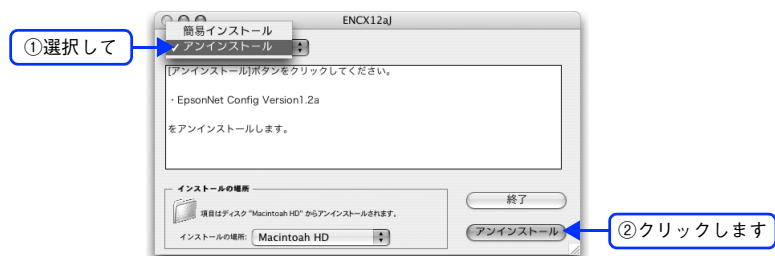 ENCX12aJ
簡易インストール
①選択して
✓ アンインストール
[アンインストール]ボタンをクリックしてください。
・EpsonNet Config Version1.2a
をアンインストールします。
インストールの場所
項目はディスク "Macintoah HD" からアンインストールされます。
インストールの場所: Macintoah HD
終了
アンインストール
②クリックします